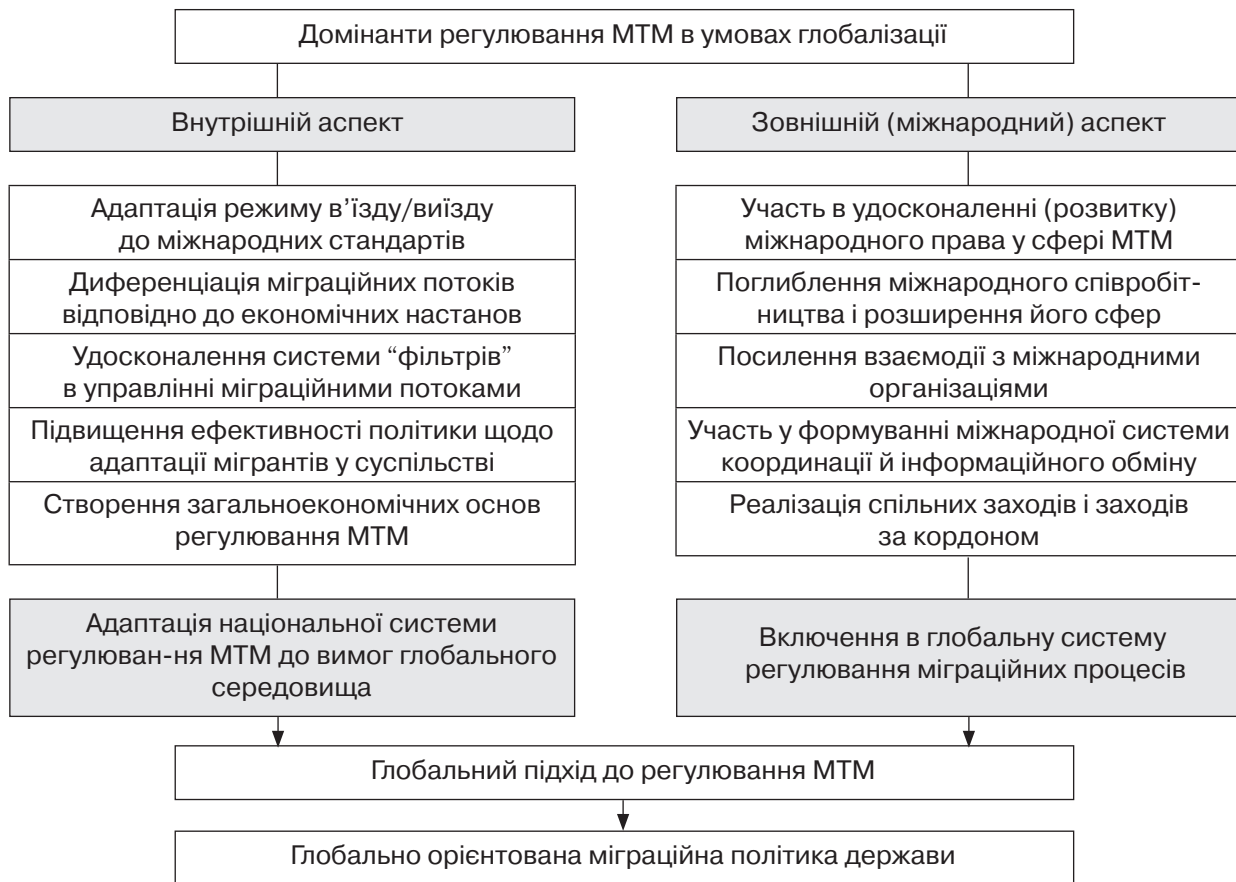 Домінанти регулювання МТМ в умовах глобалізації
Внутрішній аспект
Адаптація режиму в’їзду/виїзду
до міжнародних стандартів
Диференціація міграційних потоків
відповідно до економічних настанов
Удосконалення системи “фільтрів”
в управлінні міграційними потоками
Підвищення ефективності політики щодо
адаптації мігрантів у суспільстві
Створення загальноекономічних основ
регулювання МТМ
Адаптація національної системи
регулюван-ня МТМ до вимог глобального
середовища
Зовнішній (міжнародний) аспект
Участь в удосконаленні (розвитку)
міжнародного права у сфері МТМ
Поглиблення міжнародного співробіт-
ництва і розширення його сфер
Посилення взаємодії з міжнародними
організаціями
Участь у формуванні міжнародної системи
координації й інформаційного обміну
Реалізація спільних заходів і заходів
за кордоном
Включення в глобальну систему
регулювання міграційних процесів
Глобальний підхід до регулювання МТМ
Глобально орієнтована міграційна політика держави